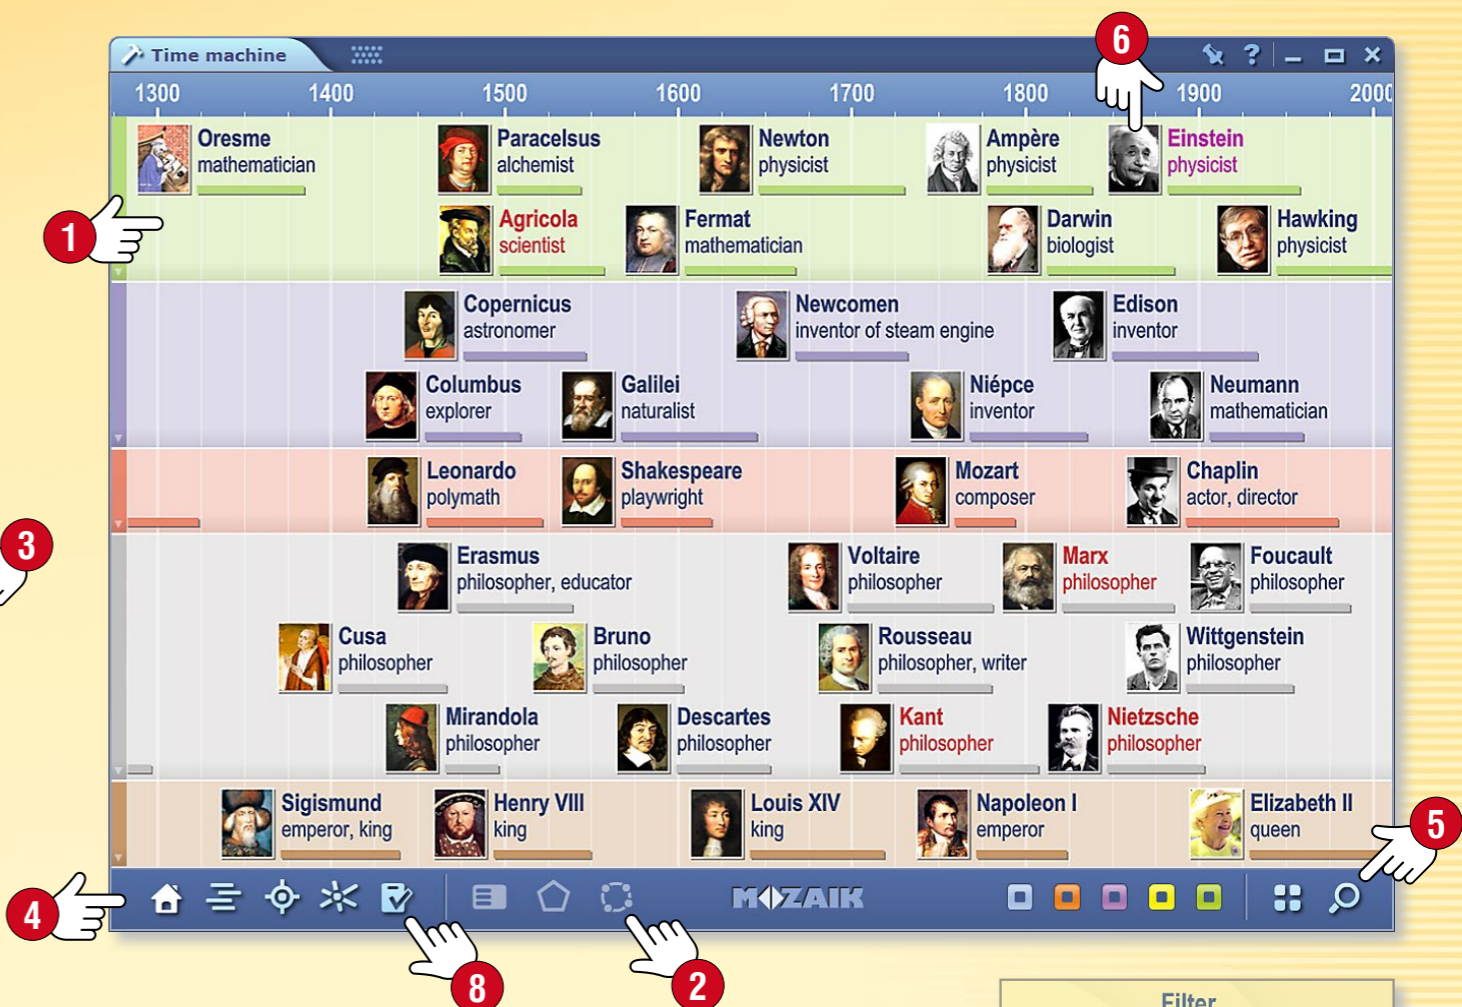 6
Time machine
?
1300 1400 1500 1600 1700 1800 1900 2000
Oresme
mathematician
Paracelsus
alchemist
Newton
physicist
Ampère
physicist
Einstein
physicist
1
Agricola
scientist
Fermat
mathematician
Darwin
biologist
Hawking
physicist
Copernicus
astronomer
Newcomen
inventor of steam engine
Edison
inventor
Columbus
explorer
Galilei
naturalist
Niépce
inventor
Neumann
mathematician
Leonardo
polymath
Shakespeare
playwright
Mozart
composer
Chaplin
actor, director
3
Erasmus
philosopher, educator
Voltaire
philosopher
Marx
philosopher
Foucault
philosopher
Cusa
philosopher
Bruno
philosopher
Rousseau
philosopher, writer
Wittgenstein
philosopher
Mirandola
philosopher
Descartes
philosopher
Kant
philosopher
Nietzsche
philosopher
Sigismund
emperor, king
Henry VIII
king
Louis XIV
king
Napoleon I
emperor
Elizabeth II
queen
5
4
MOZAIK
8
2
Filter